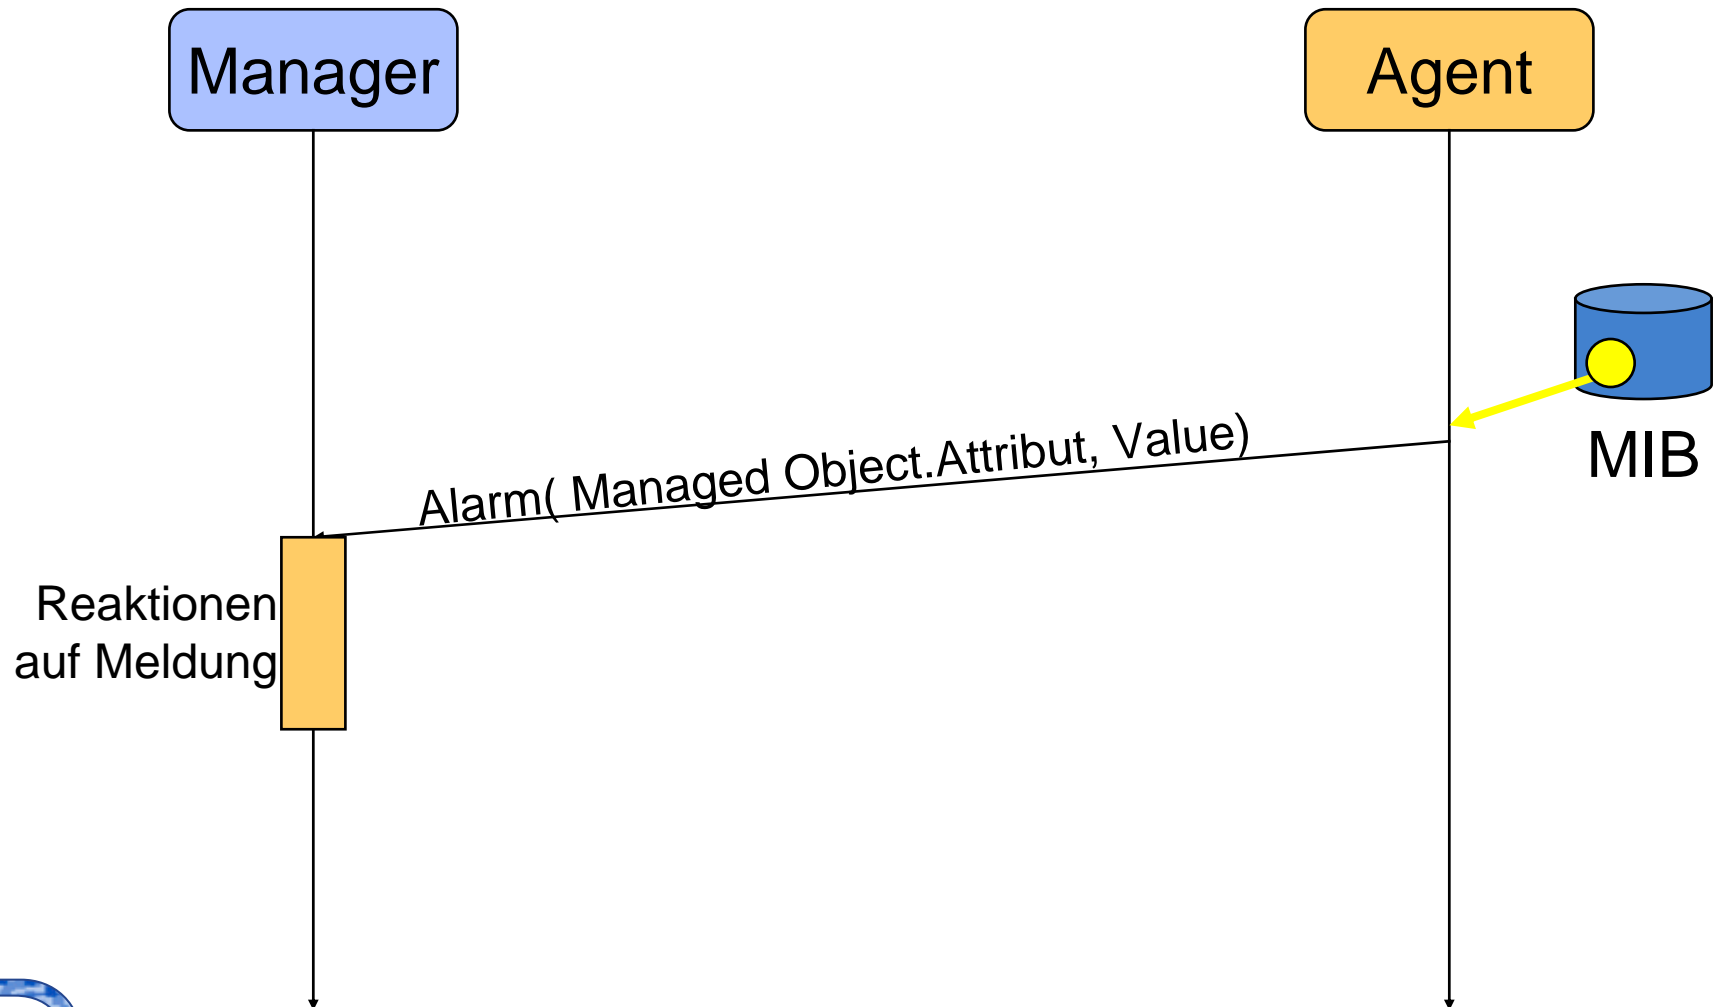 Manager
Agent
MIB
Alarm( Managed Object.Attribut, Value)
Reaktionen
auf Meldung